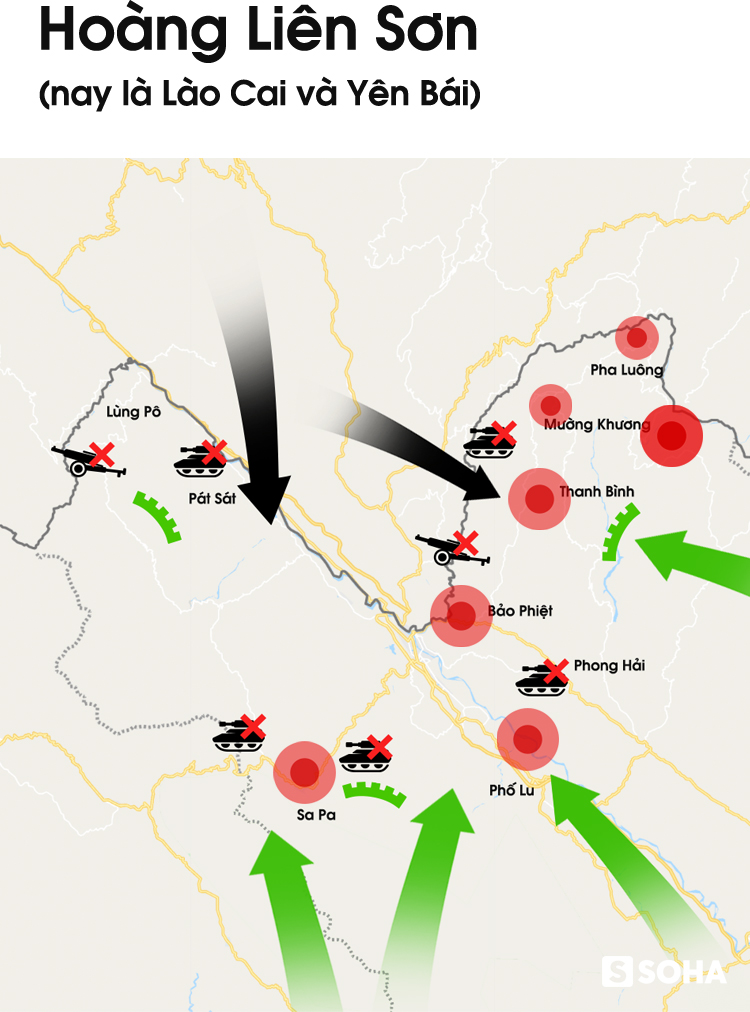 Hoàng Liên Sơn
(nay là Lào Cai và Yên Bái)
Pha Luông
Lùng Pô
Mường Khương
Pát Sát
Thanh Bình
Bảo Phiệt
Phong Hải
Phố Lu
Sa Pa
S SOHA